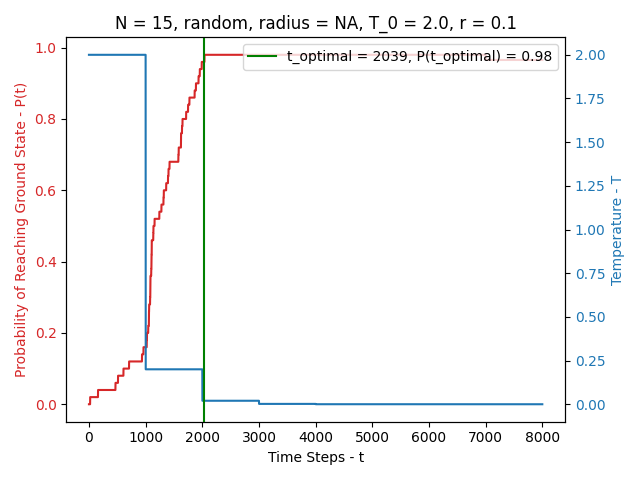 N = 15, random, radius = NA, T_0 = 2.0, r = 0.1
t_optimal = 2039, P(t_optimal) = 0.98
Probability of Reaching Ground State - P(t)
1.0
0.8
0.6
0.4
0.2
0.0
2.00
1.75
1.50
1.25
1.00
0.75
0.50
0.25
0.00
Temperature - T
0 1000 2000 3000 4000 5000 6000 7000 8000
Time Steps - t